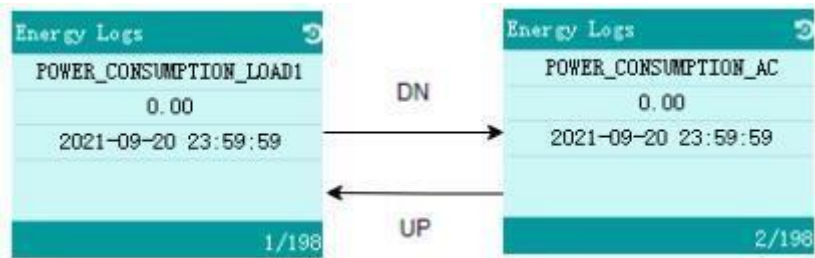 Energy Logs
POWER_CONSUMPTION_LOAD1
0.00
2021-09-20 23:59:59
1/198
DN
UP
Energy Logs
POWER_CONSUMPTION_AC
0.00
2021-09-20 23:59:59
2/198